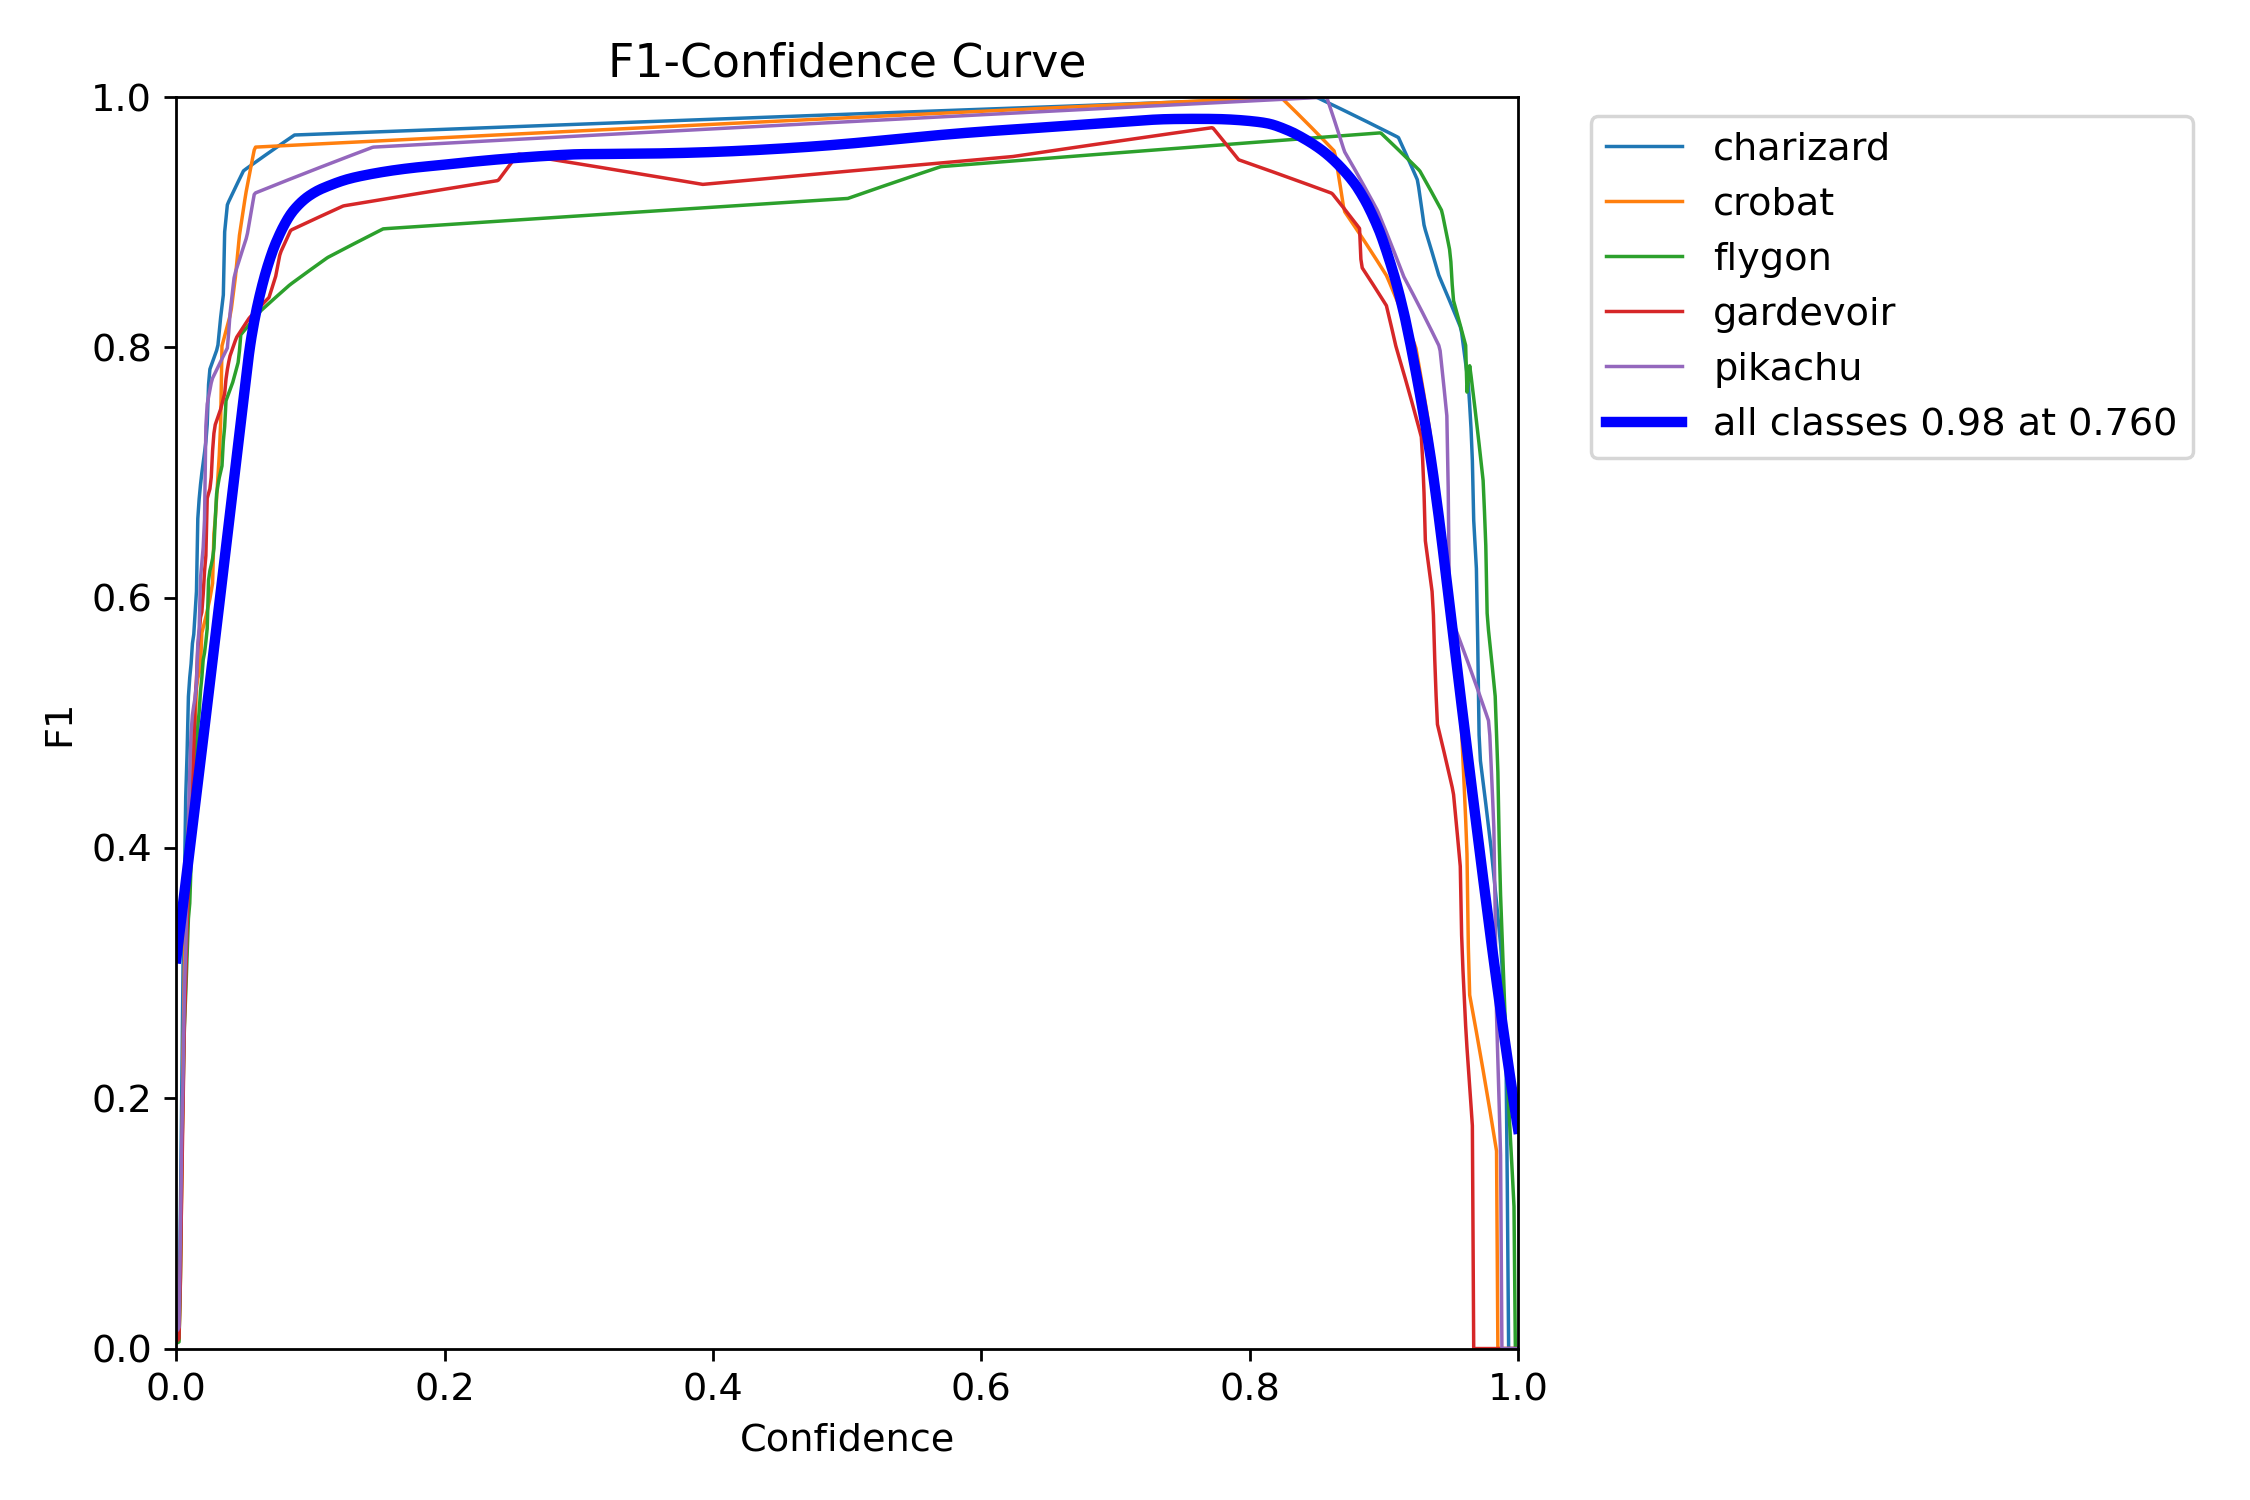 F1-Confidence Curve
1.0
0.8
0.6
0.4
0.2
0.0
F1
0.0 0.2 0.4 0.6 0.8 1.0
Confidence
charizard
crobat
flygon
gardevoir
pikachu
all classes 0.98 at 0.760